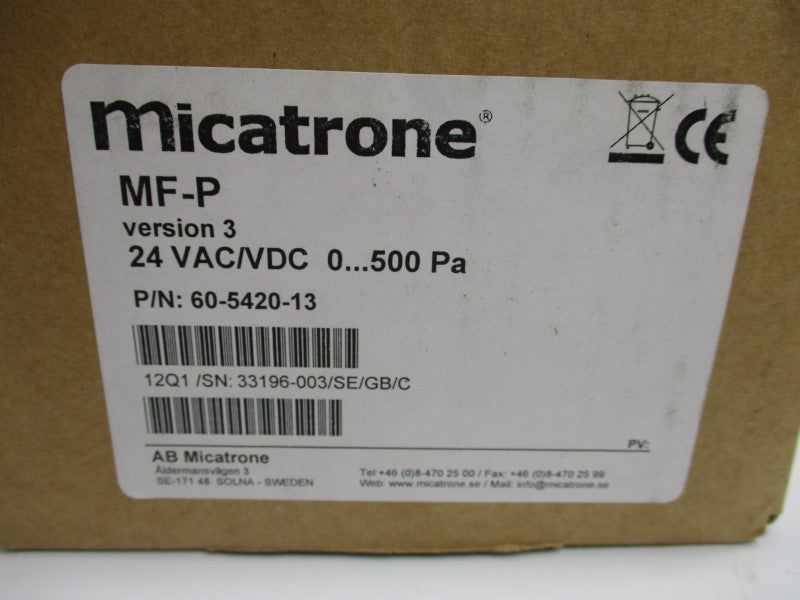 micatrone®
CE
MF-P
version 3
24 VAC/VDC 0...500 Pa
P/N: 60-5420-13
12Q1 /SN: 33196-003/SE/GB/C
PV:
AB Micatrone
Åldermansvägen 3
SE-171 48 SOLNA - SWEDEN
Tel +46 (0)8-470 25 00 / Fax: +46 (0)8-470 25 99
Web: www.micatrone.se / Mail: info@micatrone.se